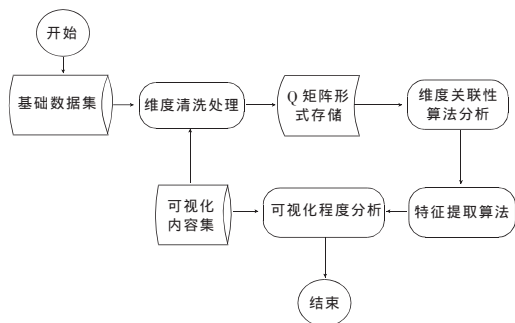 开始
基础数据集
维度清洗处理
Q 矩阵形
式存储
维度关联性
算法分析
可视化
内容集
可视化程度分析
特征提取算法
结束